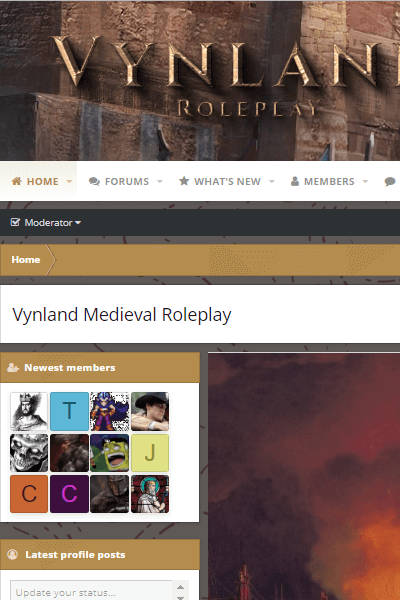 VYNLAN
ROLEPLAY
HOME FORUMS WHAT'S NEW MEMBERS
Moderator
Home
Vynland Medieval Roleplay
Newest members
T
J
C C
Latest profile posts
Update your status...